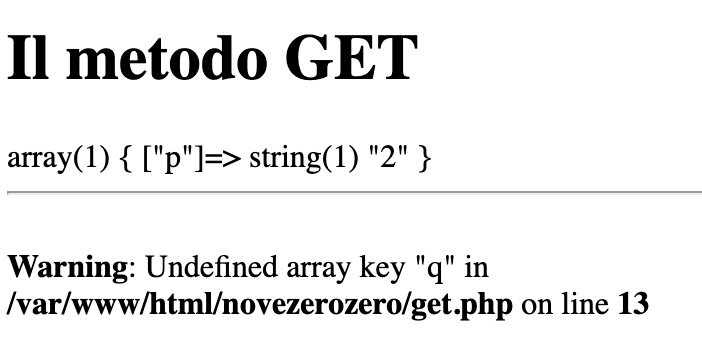 Il metodo GET
array(1) { ["p"]=> string(1) "2" }
Warning: Undefined array key "q" in
/var/www/html/novezerozero/get.php on line 13